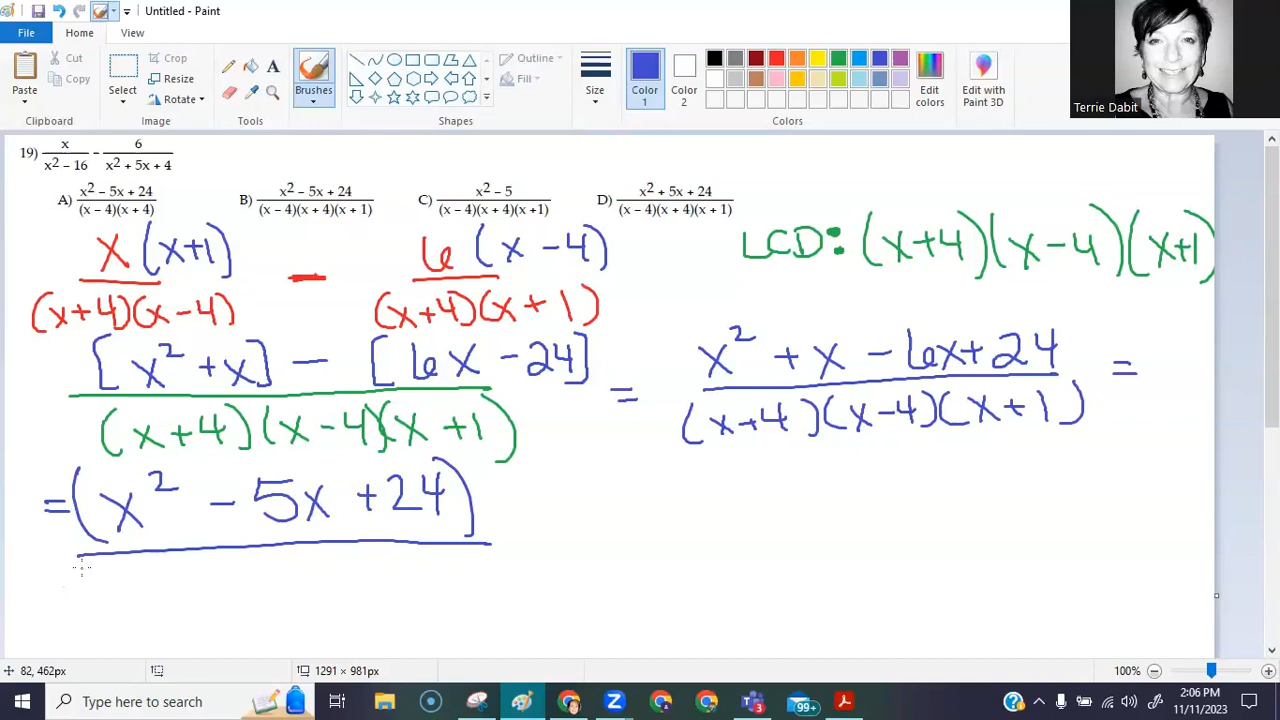 Untitled - Paint
File Home View
Paste Cut Copy Clipboard
Select Crop Resize Rotate Image
Tools
Brushes
Outline Fill Shapes
Size
Color 1 Color 2 Edit colors Edit with Paint 3D Colors
Terrie Dabit
19) x/(x² − 16) − 6/(x² + 5x + 4)
A) (x² − 5x + 24)/((x − 4)(x + 4)) B) (x² − 5x + 24)/((x − 4)(x + 4)(x + 1)) C) (x² − 5)/((x − 4)(x + 4)(x + 1)) D) (x² + 5x + 24)/((x − 4)(x + 4)(x + 1))
LCD: (x+4)(x−4)(x+1)
x(x+1) − 6(x−4)
(x+4)(x−4) (x+4)(x+1)
[x² + x] − [6x − 24]
(x+4)(x−4)(x+1)
= x² + x − 6x + 24 =
(x+4)(x−4)(x+1)
= (x² − 5x + 24)
82, 462px 1291 × 981px 100%
Type here to search
99+
3
2:06 PM
11/11/2023